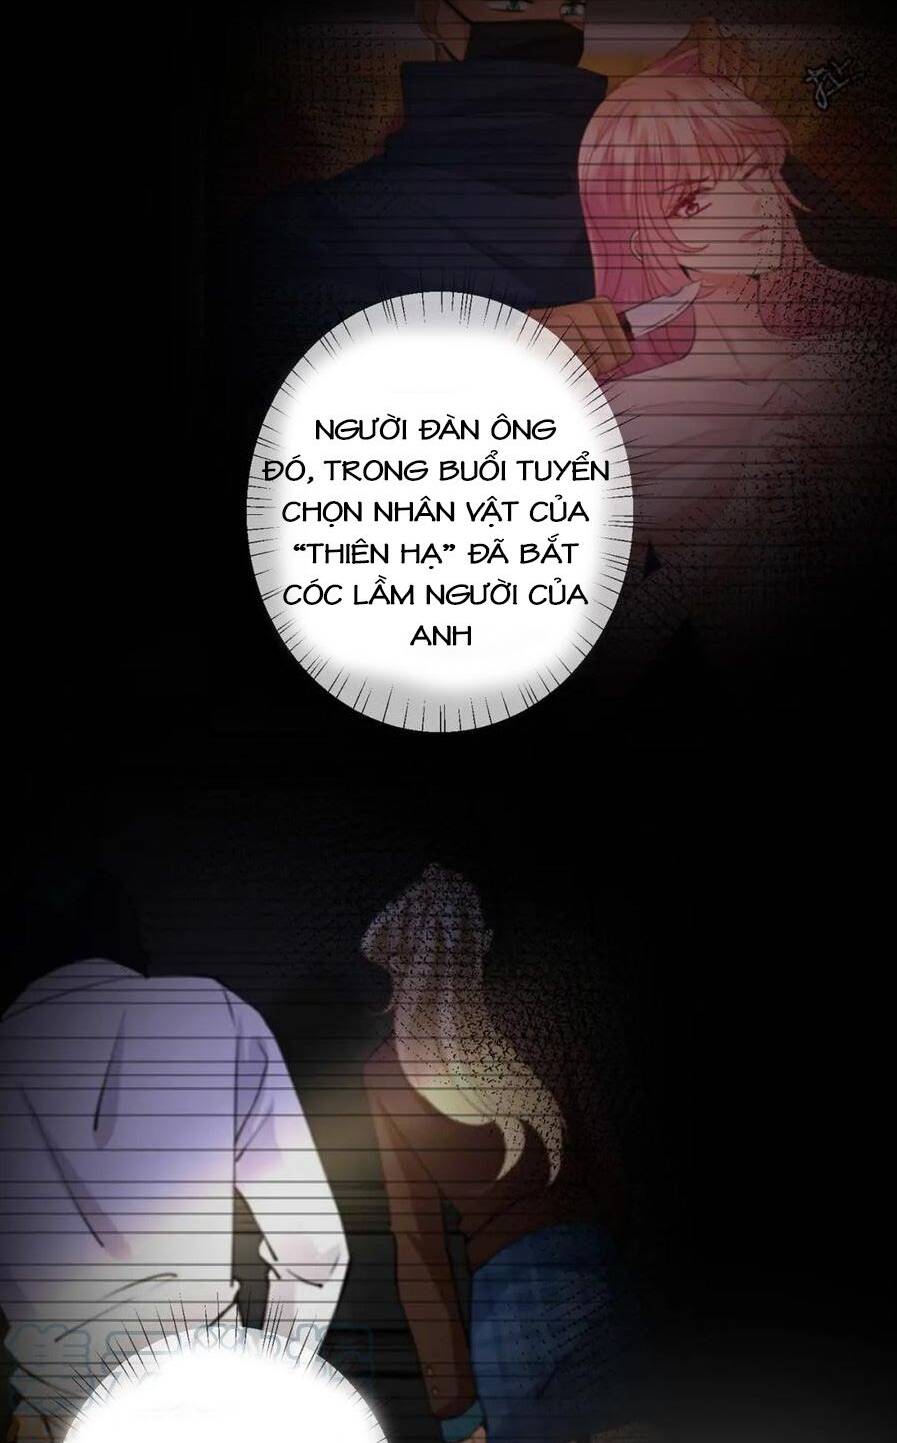 扯
NGƯỜI ĐÀN ÔNG
ĐÓ, TRONG BUỔI TUYỂN
CHỌN NHÂN VẬT CỦA
“THIÊN HẠ” ĐÃ BẮT
CÓC LẦM NGƯỜI CỦA
ANH